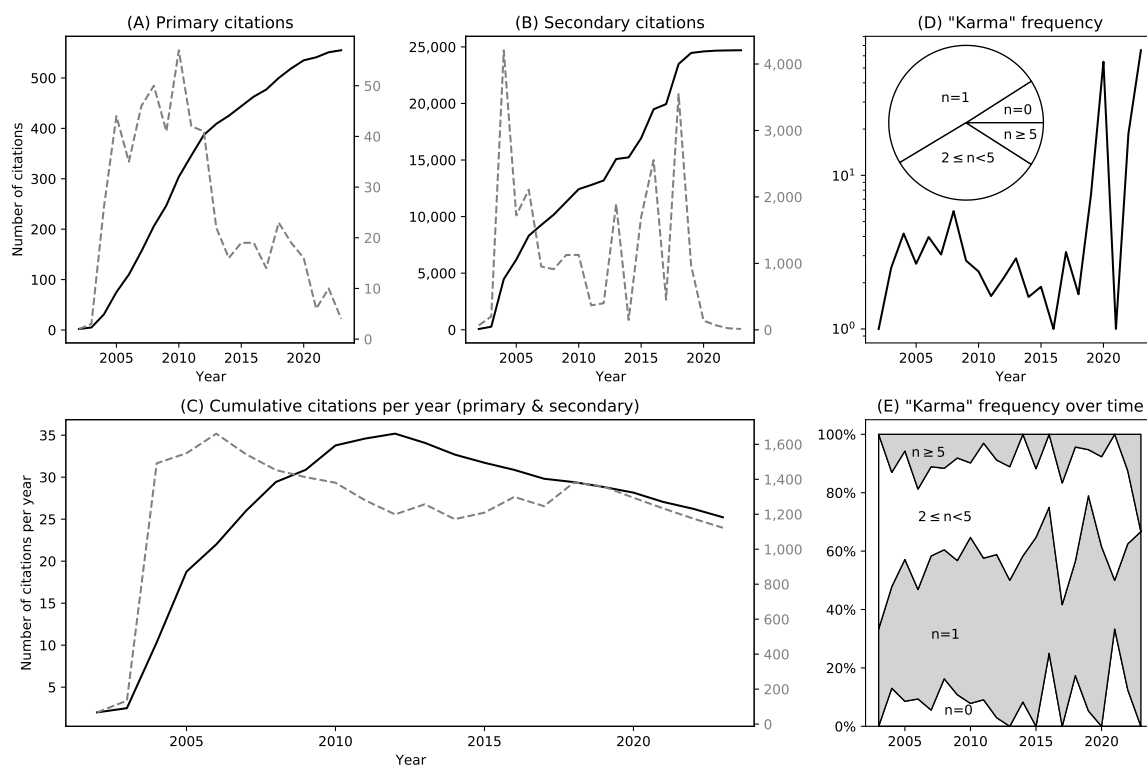 (A) Primary citations
Number of citations
500
400
300
200
100
0
50
40
30
20
10
0
2005 2010 2015 2020
Year
(B) Secondary citations
25,000
20,000
15,000
10,000
5,000
0
4,000
3,000
2,000
1,000
0
2005 2010 2015 2020
Year
(D) "Karma" frequency
10¹
10⁰
n=1
n=0
n≥5
2≤n<5
2005 2010 2015 2020
Year
(C) Cumulative citations per year (primary & secondary)
Number of citations per year
35
30
25
20
15
10
5
1,600
1,400
1,200
1,000
800
600
400
200
0
2005 2010 2015 2020
Year
(E) "Karma" frequency over time
100%
80%
60%
40%
20%
0%
n≥5
2≤n<5
n=1
n=0
2005 2010 2015 2020